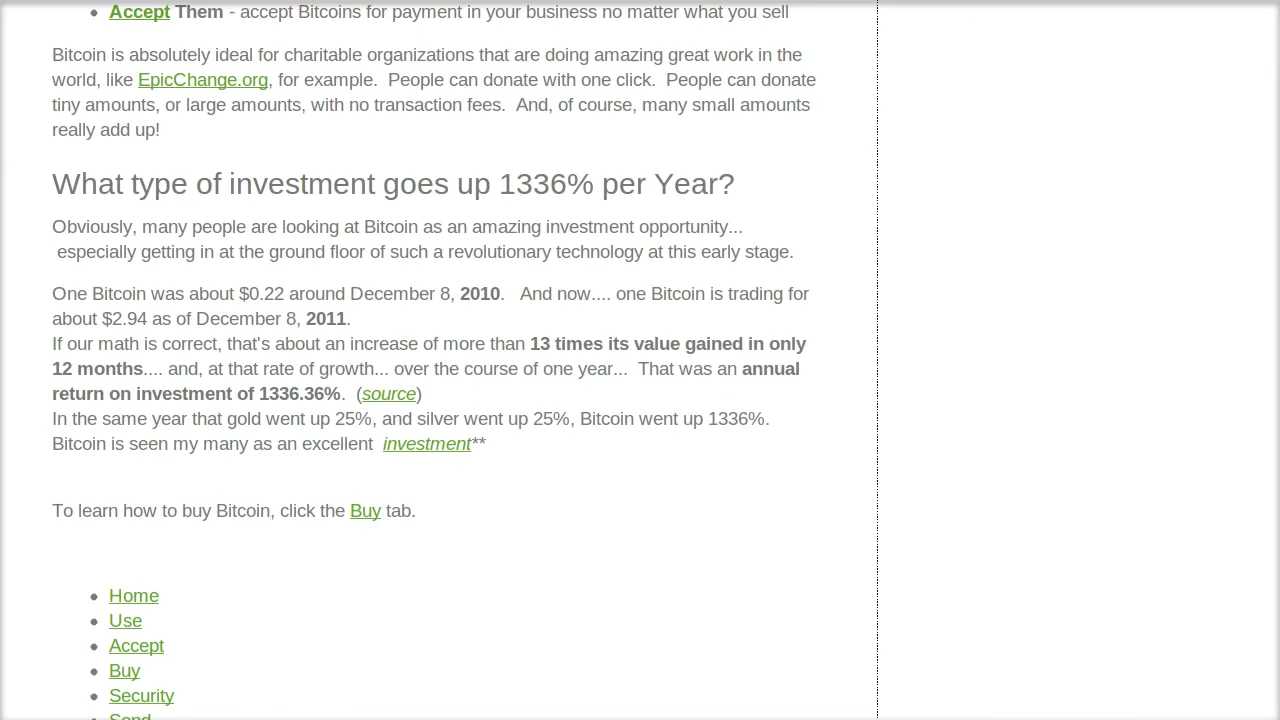 Accept Them - accept Bitcoins for payment in your business no matter what you sell
Bitcoin is absolutely ideal for charitable organizations that are doing amazing great work in the
world, like EpicChange.org, for example.  People can donate with one click.  People can donate
tiny amounts, or large amounts, with no transaction fees.  And, of course, many small amounts
really add up!
What type of investment goes up 1336% per Year?
Obviously, many people are looking at Bitcoin as an amazing investment opportunity...
especially getting in at the ground floor of such a revolutionary technology at this early stage.
One Bitcoin was about $0.22 around December 8, 2010.   And now.... one Bitcoin is trading for
about $2.94 as of December 8, 2011.
If our math is correct, that's about an increase of more than 13 times its value gained in only
12 months.... and, at that rate of growth... over the course of one year...  That was an annual
return on investment of 1336.36%.  (source)
In the same year that gold went up 25%, and silver went up 25%, Bitcoin went up 1336%.
Bitcoin is seen my many as an excellent  investment**
To learn how to buy Bitcoin, click the Buy tab.
Home
Use
Accept
Buy
Security
Send